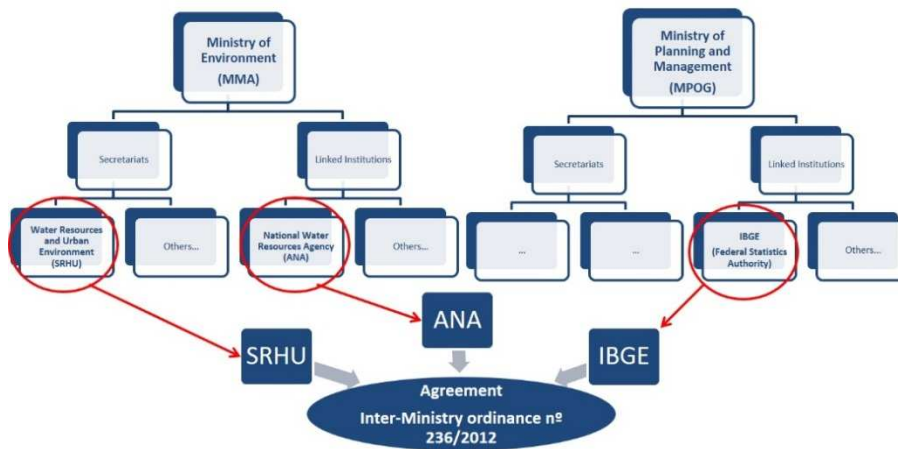 Ministry of
Environment
(MMA)
Ministry of
Planning and
Management
(MPOG)
Secretariats
Linked Institutions
Secretariats
Linked Institutions
Water Resources
and Urban
Environment
(SRHU)
Others...
National Water
Resources Agency
(ANA)
Others...
...
...
IBGE
(Federal Statistics
Authority)
Others...
SRHU
ANA
IBGE
Agreement
Inter-Ministry ordinance nº
236/2012